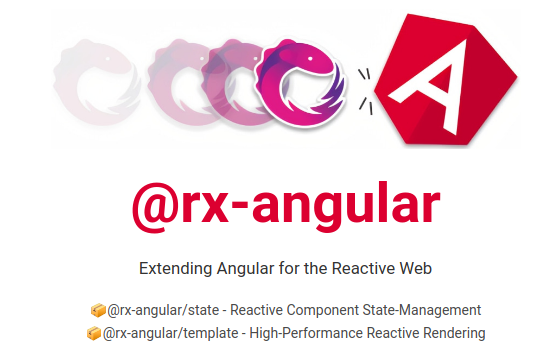 @rx-angular
Extending Angular for the Reactive Web
📦@rx-angular/state - Reactive Component State-Management
📦@rx-angular/template - High-Performance Reactive Rendering